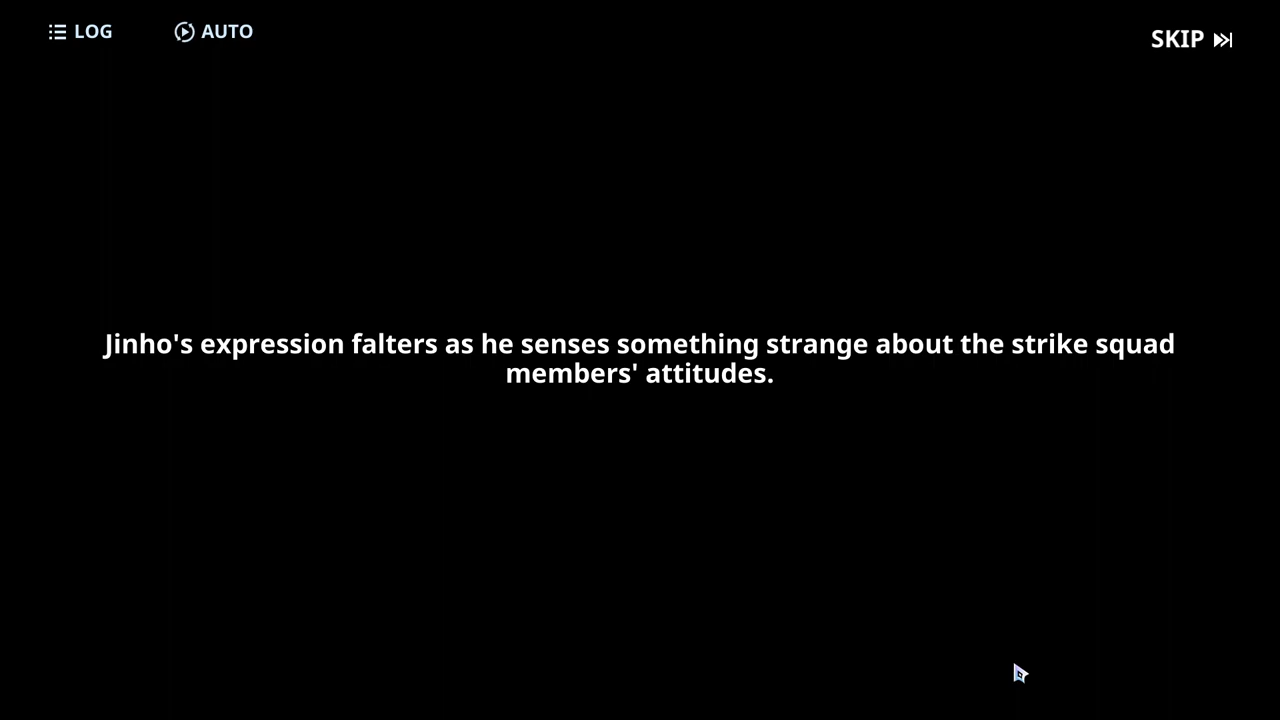 LOG
AUTO
SKIP
Jinho's expression falters as he senses something strange about the strike squad
members' attitudes.